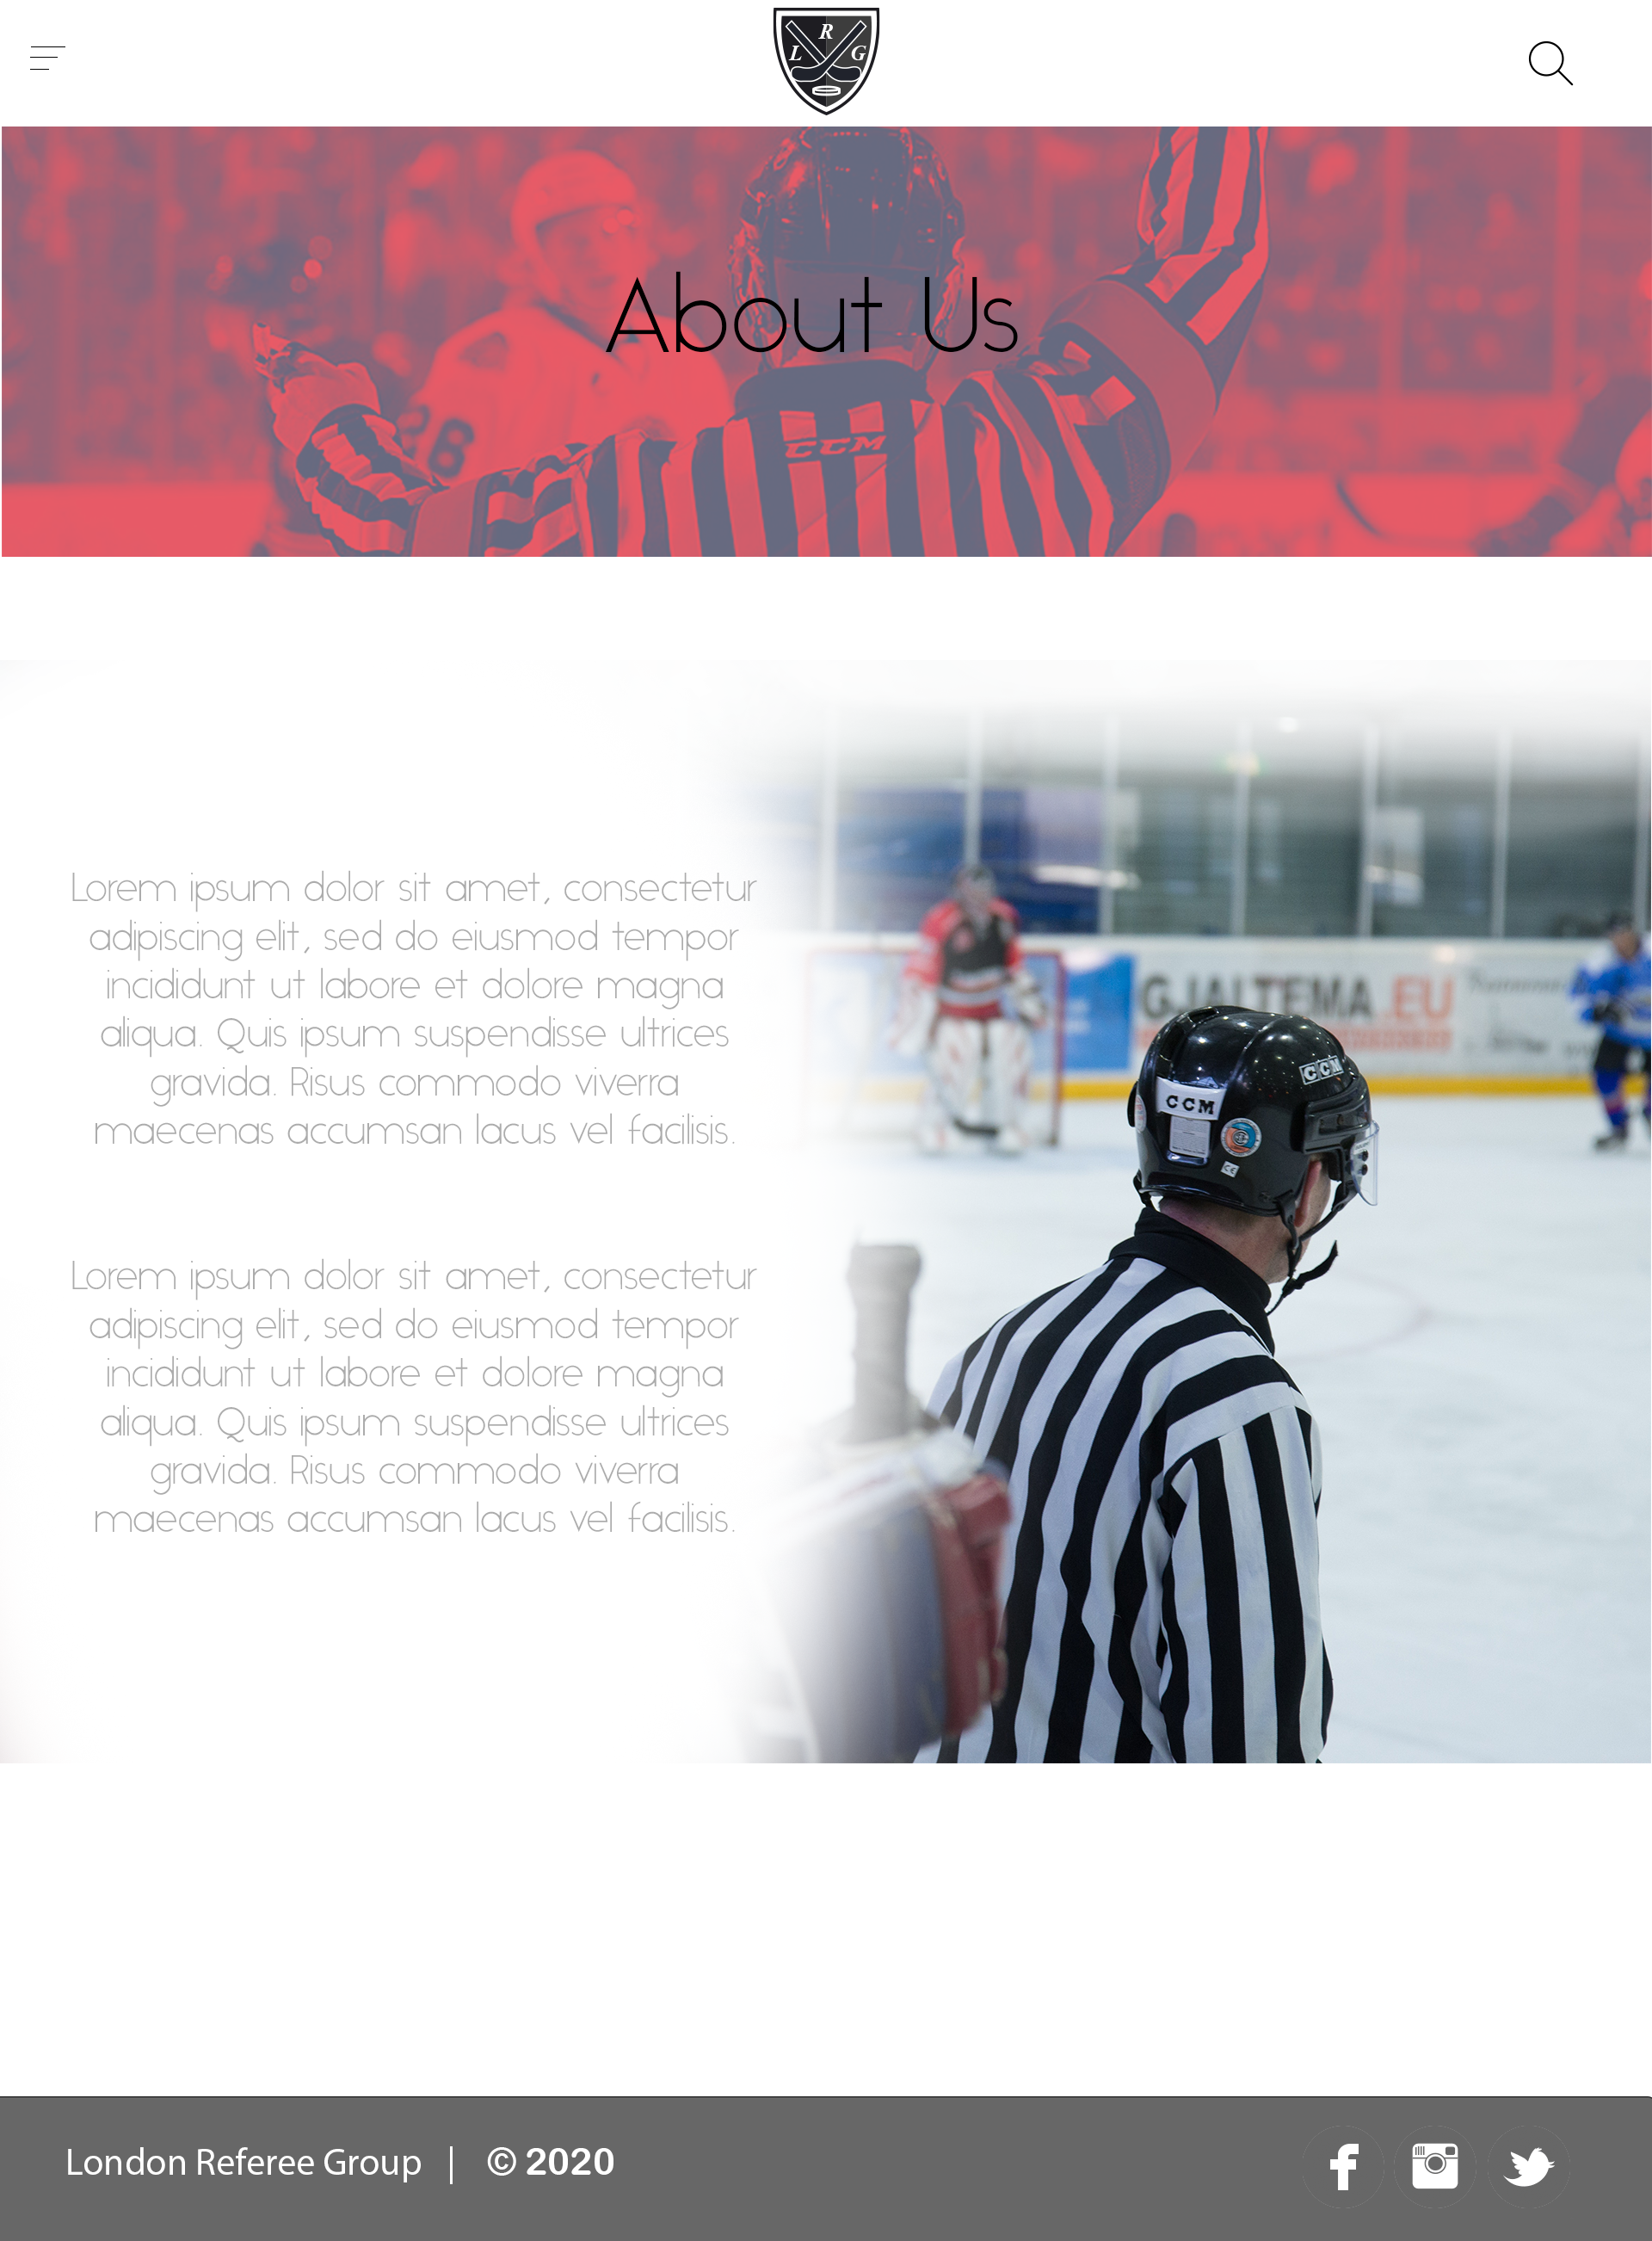 R
L G
About Us
26
CCM
Lorem ipsum dolor sit amet, consectetur
adipiscing elit, sed do eiusmod tempor
incididunt ut labore et dolore magna
aliqua. Quis ipsum suspendisse ultrices
gravida. Risus commodo viverra
maecenas accumsan lacus vel facilisis.
GJALTEMA.EU
CCM
CCM
CE
Lorem ipsum dolor sit amet, consectetur
adipiscing elit, sed do eiusmod tempor
incididunt ut labore et dolore magna
aliqua. Quis ipsum suspendisse ultrices
gravida. Risus commodo viverra
maecenas accumsan lacus vel facilisis.
London Referee Group | © 2020